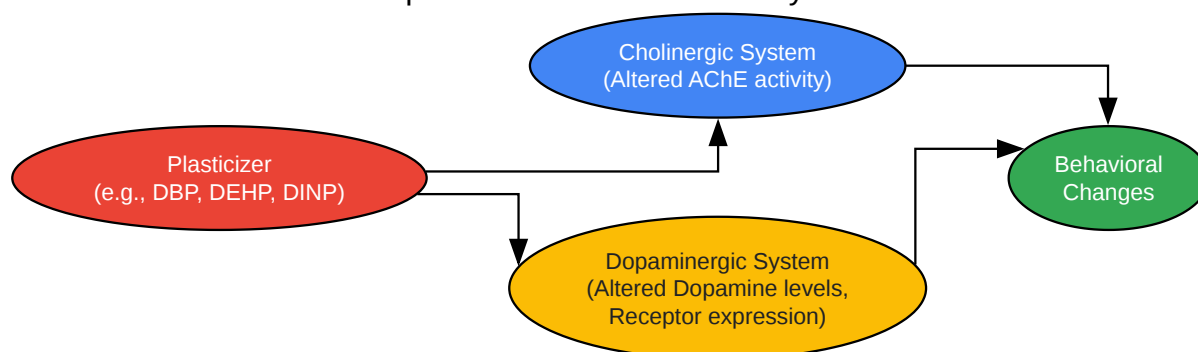 Cholinergic System
(Altered AChE activity)
Plasticizer
(e.g., DBP, DEHP, DINP)
Behavioral
Changes
Dopaminergic System
(Altered Dopamine levels,
Receptor expression)